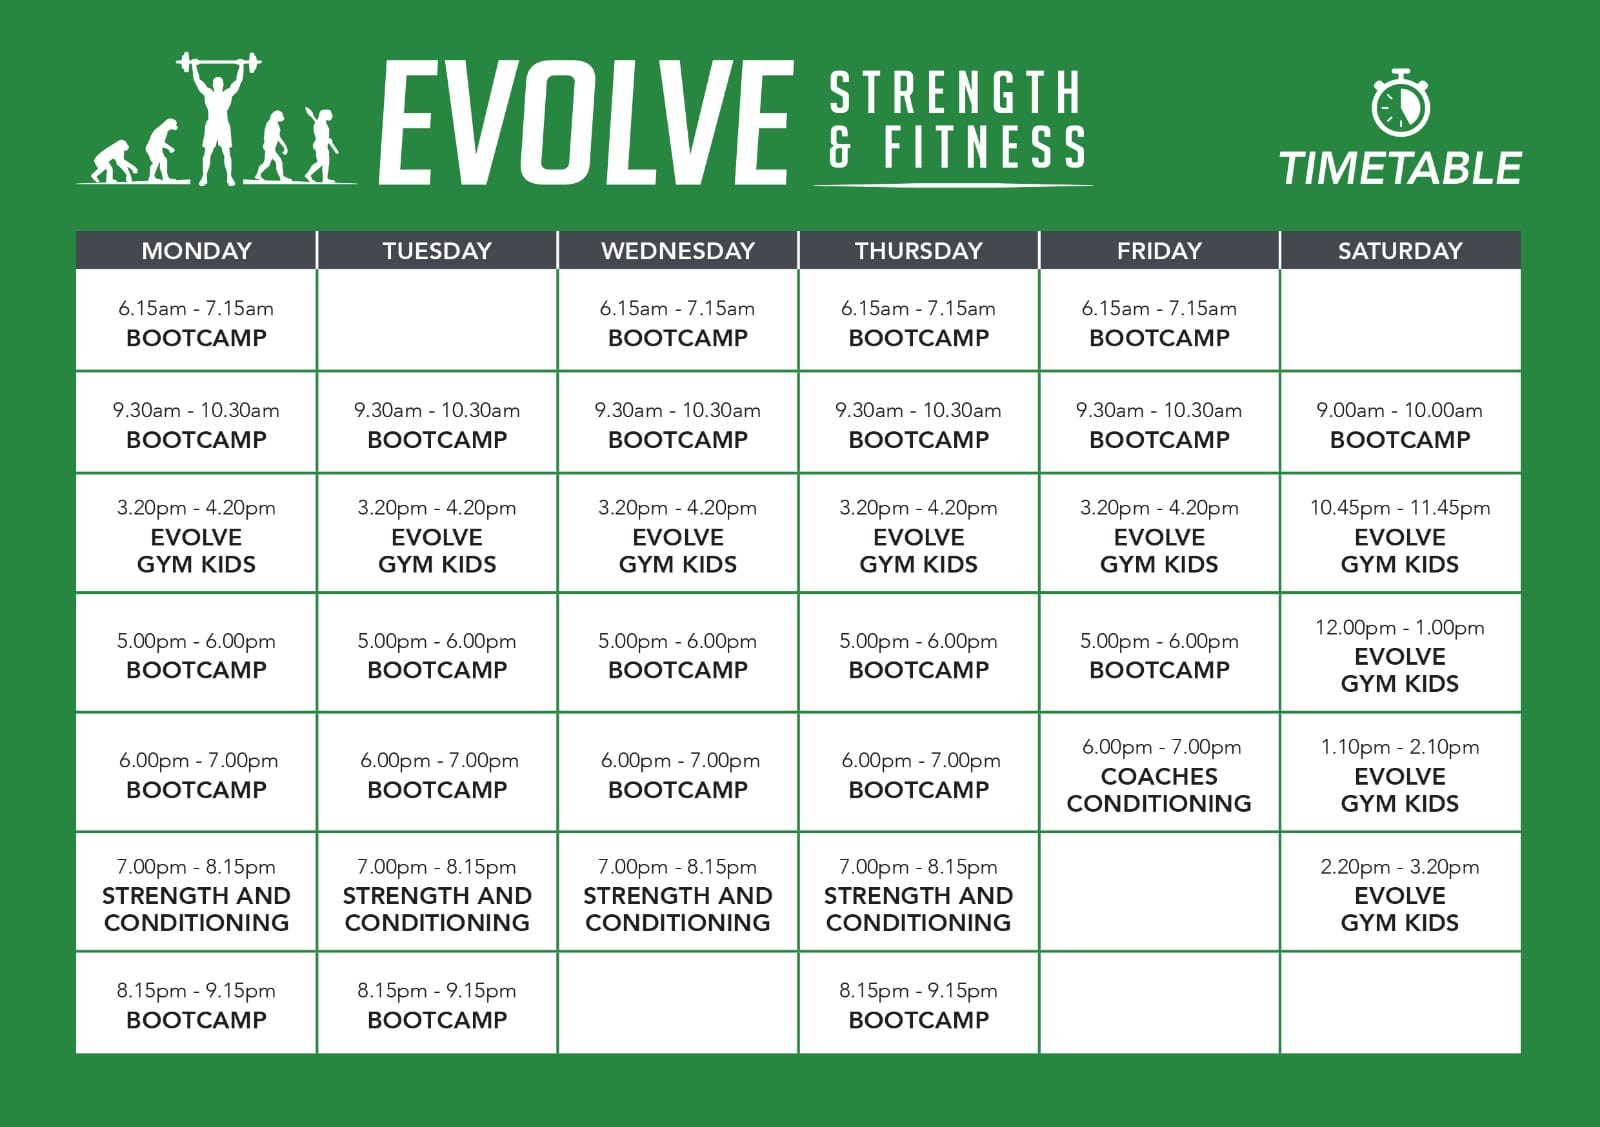 EVOLVE
STRENGTH
& FITNESS
TIMETABLE
MONDAY TUESDAY WEDNESDAY THURSDAY FRIDAY SATURDAY
6.15am - 7.15am 6.15am - 7.15am 6.15am - 7.15am 6.15am - 7.15am
BOOTCAMP BOOTCAMP BOOTCAMP BOOTCAMP
9.30am - 10.30am 9.30am - 10.30am 9.30am - 10.30am 9.30am - 10.30am 9.30am - 10.30am 9.00am - 10.00am
BOOTCAMP BOOTCAMP BOOTCAMP BOOTCAMP BOOTCAMP BOOTCAMP
3.20pm - 4.20pm 3.20pm - 4.20pm 3.20pm - 4.20pm 3.20pm - 4.20pm 3.20pm - 4.20pm 10.45pm - 11.45pm
EVOLVE EVOLVE EVOLVE EVOLVE EVOLVE EVOLVE
GYM KIDS GYM KIDS GYM KIDS GYM KIDS GYM KIDS GYM KIDS
5.00pm - 6.00pm 5.00pm - 6.00pm 5.00pm - 6.00pm 5.00pm - 6.00pm 5.00pm - 6.00pm 12.00pm - 1.00pm
BOOTCAMP BOOTCAMP BOOTCAMP BOOTCAMP BOOTCAMP EVOLVE
GYM KIDS
6.00pm - 7.00pm 6.00pm - 7.00pm 6.00pm - 7.00pm 6.00pm - 7.00pm 6.00pm - 7.00pm 1.10pm - 2.10pm
BOOTCAMP BOOTCAMP BOOTCAMP BOOTCAMP COACHES EVOLVE
CONDITIONING GYM KIDS
7.00pm - 8.15pm 7.00pm - 8.15pm 7.00pm - 8.15pm 7.00pm - 8.15pm 2.20pm - 3.20pm
STRENGTH AND STRENGTH AND STRENGTH AND STRENGTH AND EVOLVE
CONDITIONING CONDITIONING CONDITIONING CONDITIONING GYM KIDS
8.15pm - 9.15pm 8.15pm - 9.15pm 8.15pm - 9.15pm
BOOTCAMP BOOTCAMP BOOTCAMP